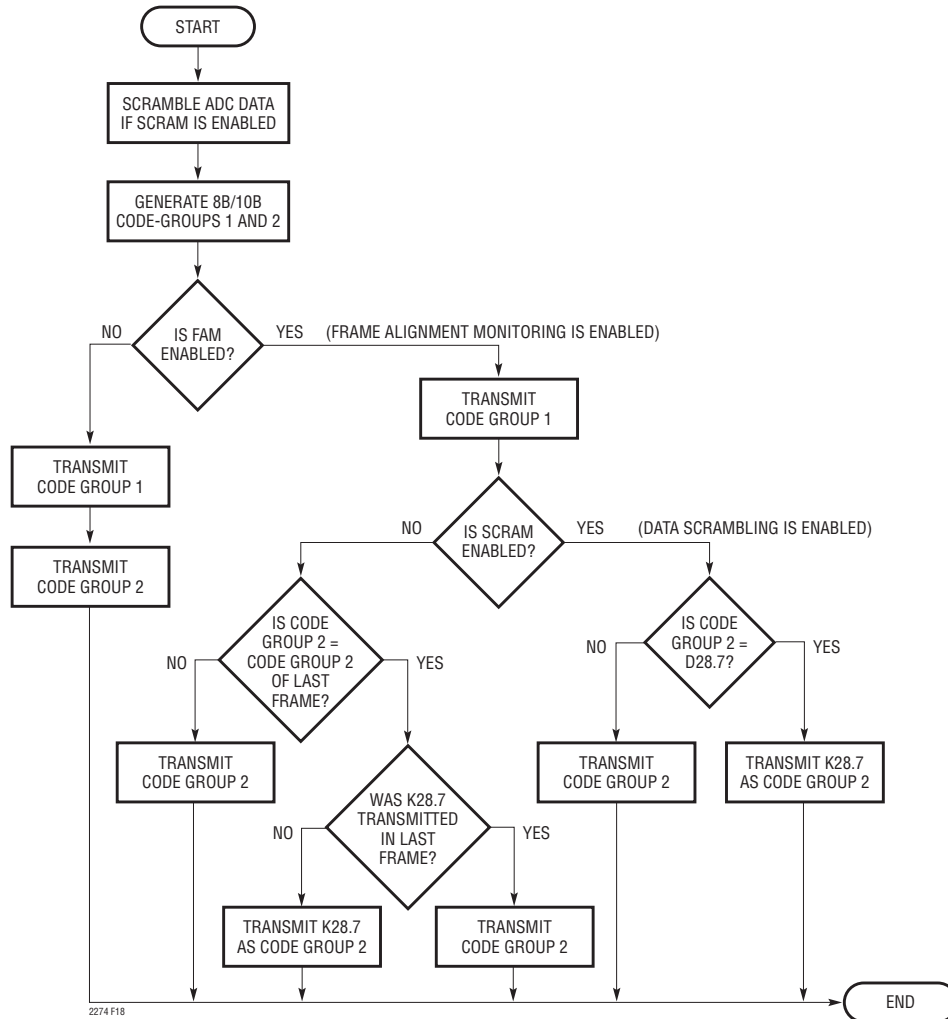 START
SCRAMBLE ADC DATA
IF SCRAM IS ENABLED
GENERATE 8B/10B
CODE-GROUPS 1 AND 2
IS FAM
ENABLED?
NO
YES
(FRAME ALIGNMENT MONITORING IS ENABLED)
TRANSMIT
CODE GROUP 1
TRANSMIT
CODE GROUP 2
TRANSMIT
CODE GROUP 1
IS SCRAM
ENABLED?
NO
YES
(DATA SCRAMBLING IS ENABLED)
IS CODE
GROUP 2 =
CODE GROUP 2
OF LAST
FRAME?
NO
YES
TRANSMIT
CODE GROUP 2
WAS K28.7
TRANSMITTED
IN LAST
FRAME?
NO
YES
TRANSMIT K28.7
AS CODE GROUP 2
TRANSMIT
CODE GROUP 2
IS CODE
GROUP 2 =
D28.7?
NO
YES
TRANSMIT
CODE GROUP 2
TRANSMIT K28.7
AS CODE GROUP 2
END
2274 F18